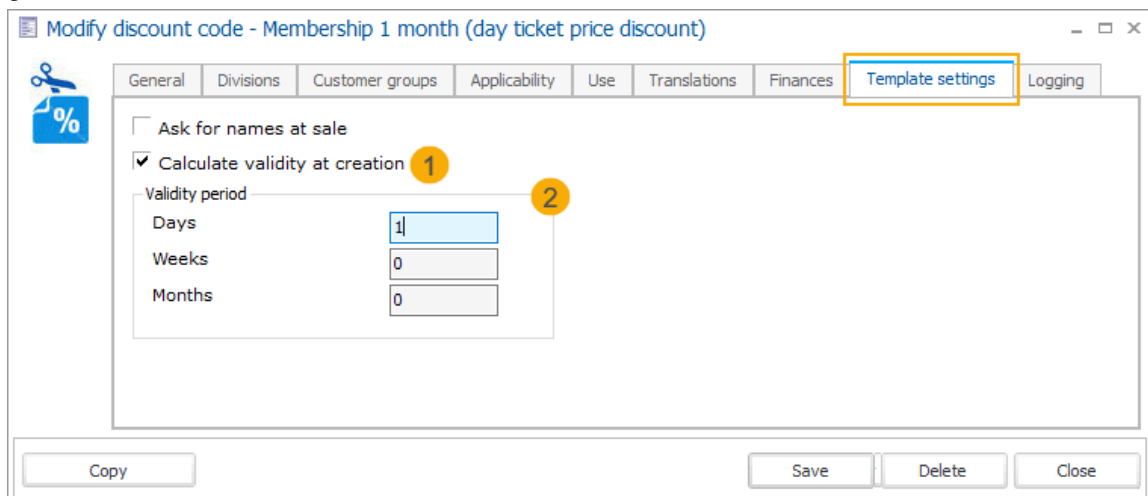 Modify discount code - Membership 1 month (day ticket price discount)
General Divisions Customer groups Applicability Use Translations Finances Template settings Logging
%
Ask for names at sale
Calculate validity at creation 1
Validity period 2
Days 1
Weeks 0
Months 0
Copy Save Delete Close